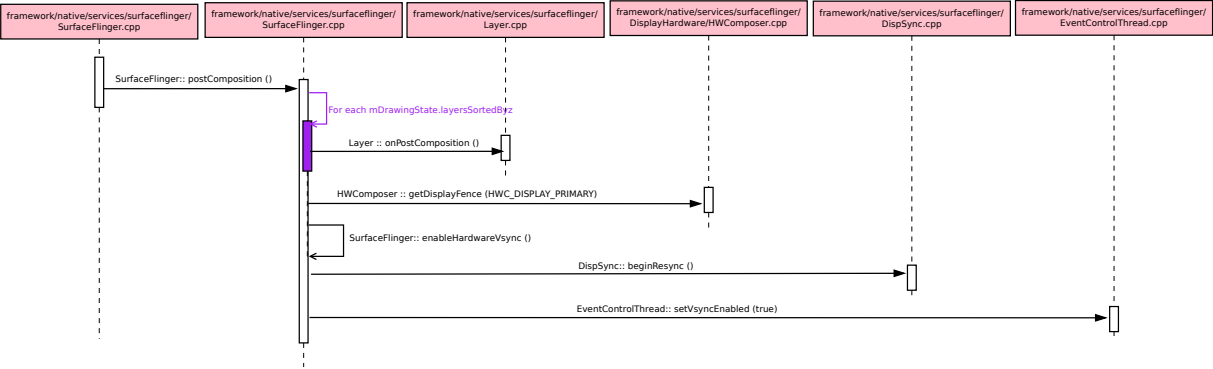 framework/native/services/surfaceflinger/
SurfaceFlinger.cpp
framework/native/services/surfaceflinger/
SurfaceFlinger.cpp
framework/native/services/surfaceflinger/
Layer.cpp
framework/native/services/surfaceflinger/
DisplayHardware/HWComposer.cpp
framework/native/services/surfaceflinger/
DispSync.cpp
framework/native/services/surfaceflinger/
EventControlThread.cpp
SurfaceFlinger:: postComposition ()
For each mDrawingState.layersSortedByz
Layer :: onPostComposition ()
HWComposer :: getDisplayFence (HWC_DISPLAY_PRIMARY)
SurfaceFlinger:: enableHardwareVsync ()
DispSync:: beginResync ()
EventControlThread:: setVsyncEnabled (true)